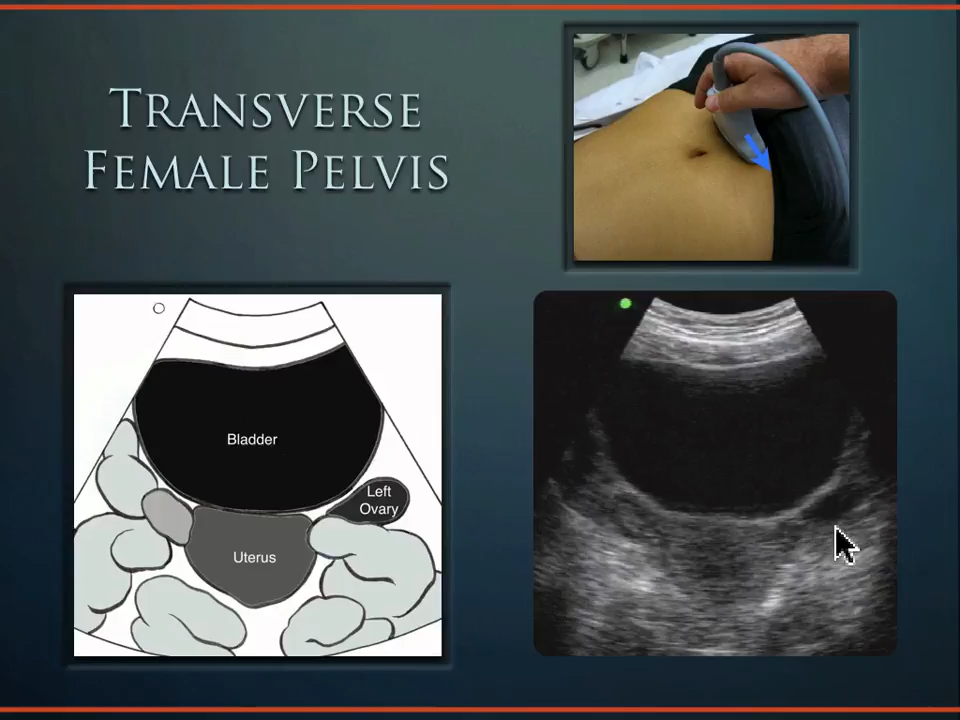 Transverse
Female Pelvis
Bladder
Left
Ovary
Uterus